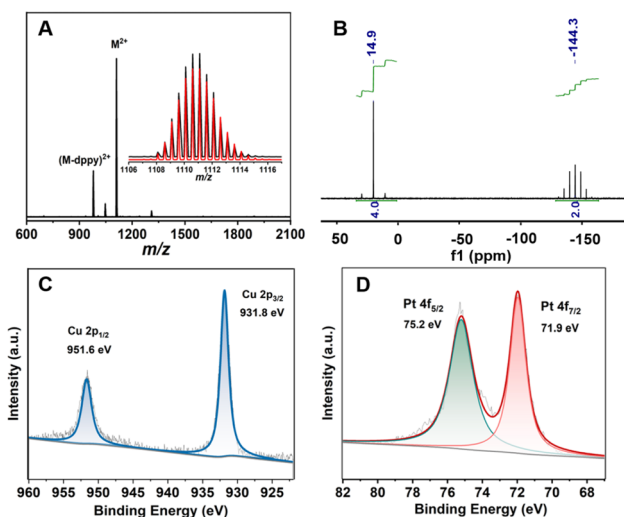 A
M2+
(M-dppy)2+
1106 1108 1110 1112 1114 1116
m/z
600 900 1200 1500 1800 2100
m/z
B
14.9
-144.3
4.0
2.0
50 0 -50 -100 -150
f1 (ppm)
C
Cu 2p3/2
931.8 eV
Cu 2p1/2
951.6 eV
Intensity (a.u.)
960 955 950 945 940 935 930 925
Binding Energy (eV)
D
Pt 4f5/2
75.2 eV
Pt 4f7/2
71.9 eV
Intensity (a.u.)
82 80 78 76 74 72 70 68
Binding Energy (eV)